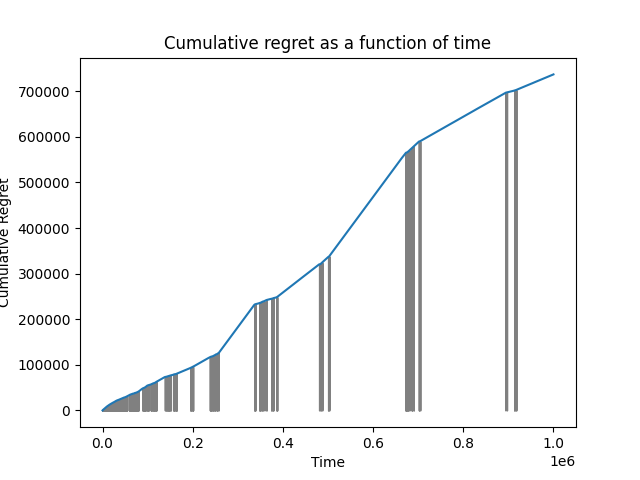 Cumulative regret as a function of time
700000
600000
500000
400000
300000
200000
100000
0
Cumulative Regret
0.0 0.2 0.4 0.6 0.8 1.0
1e6
Time